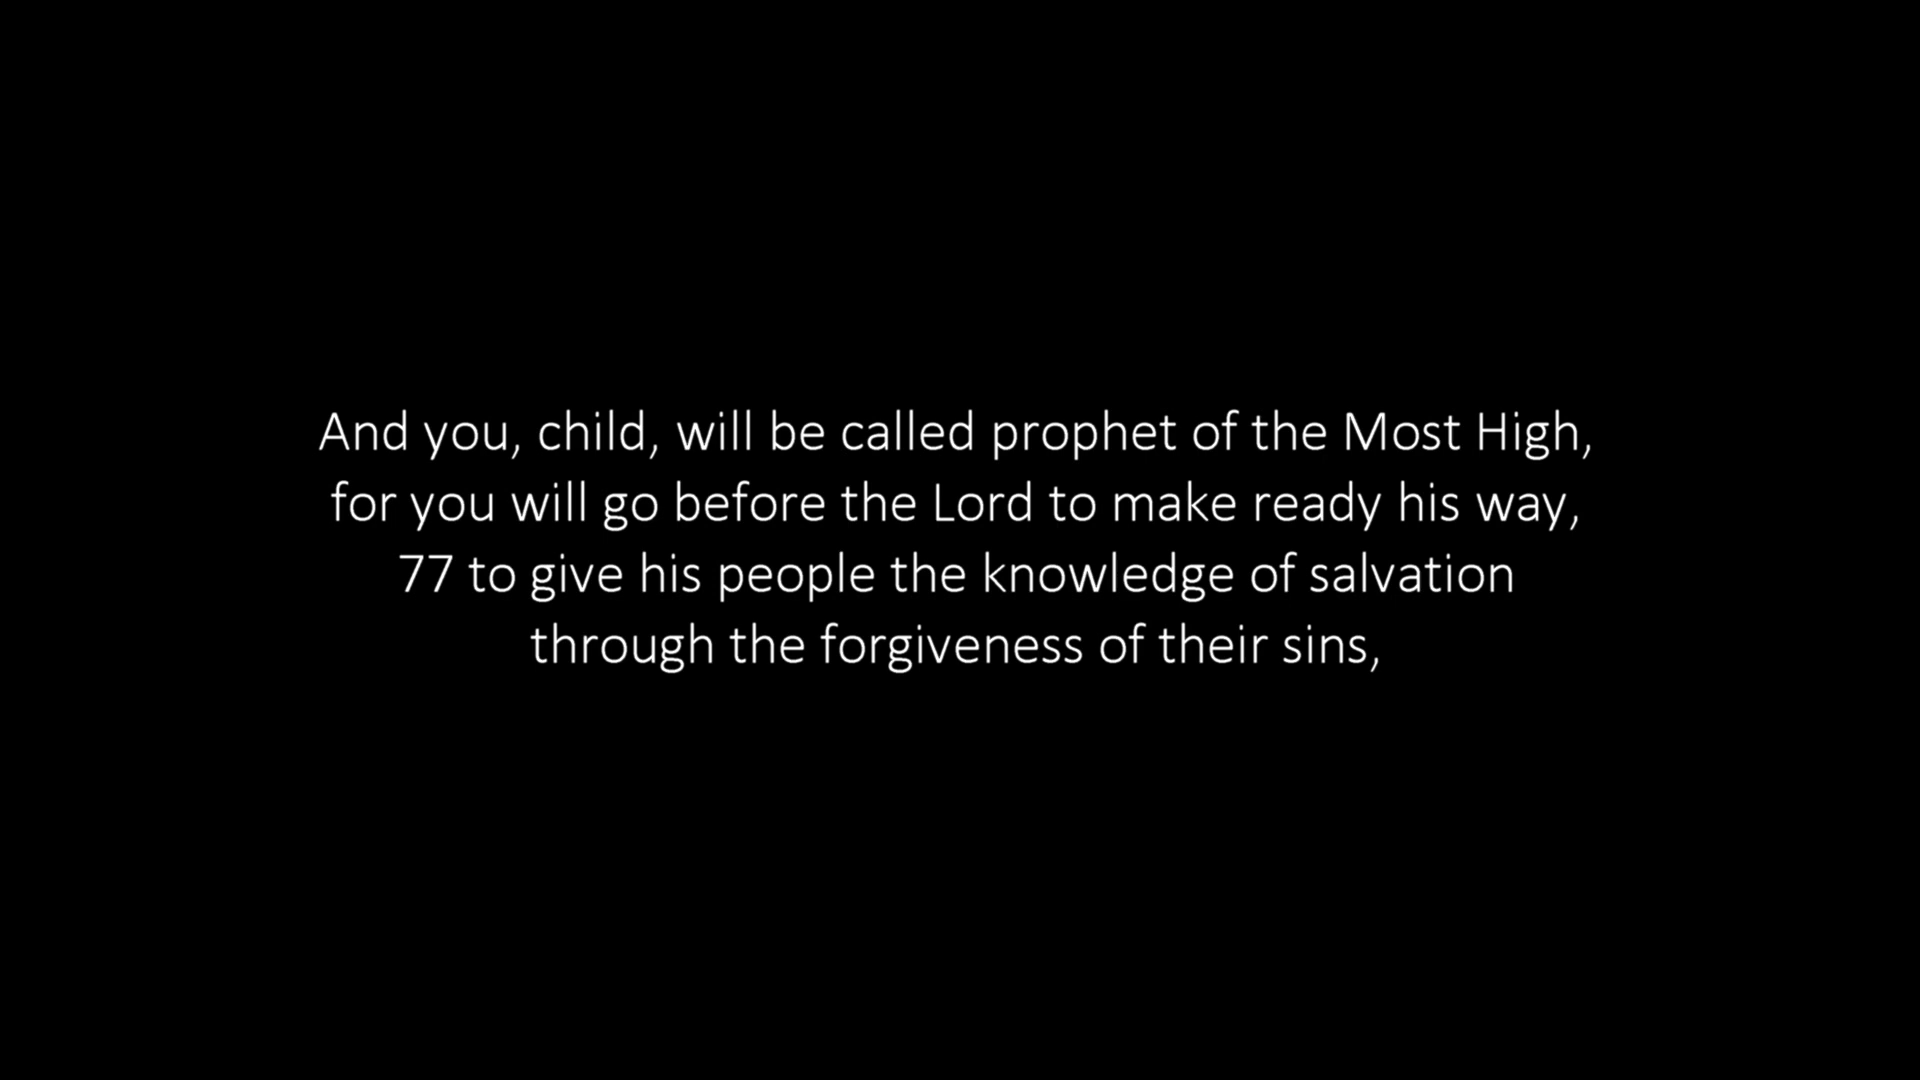 And you, child, will be called prophet of the Most High,
for you will go before the Lord to make ready his way,
77 to give his people the knowledge of salvation
through the forgiveness of their sins,